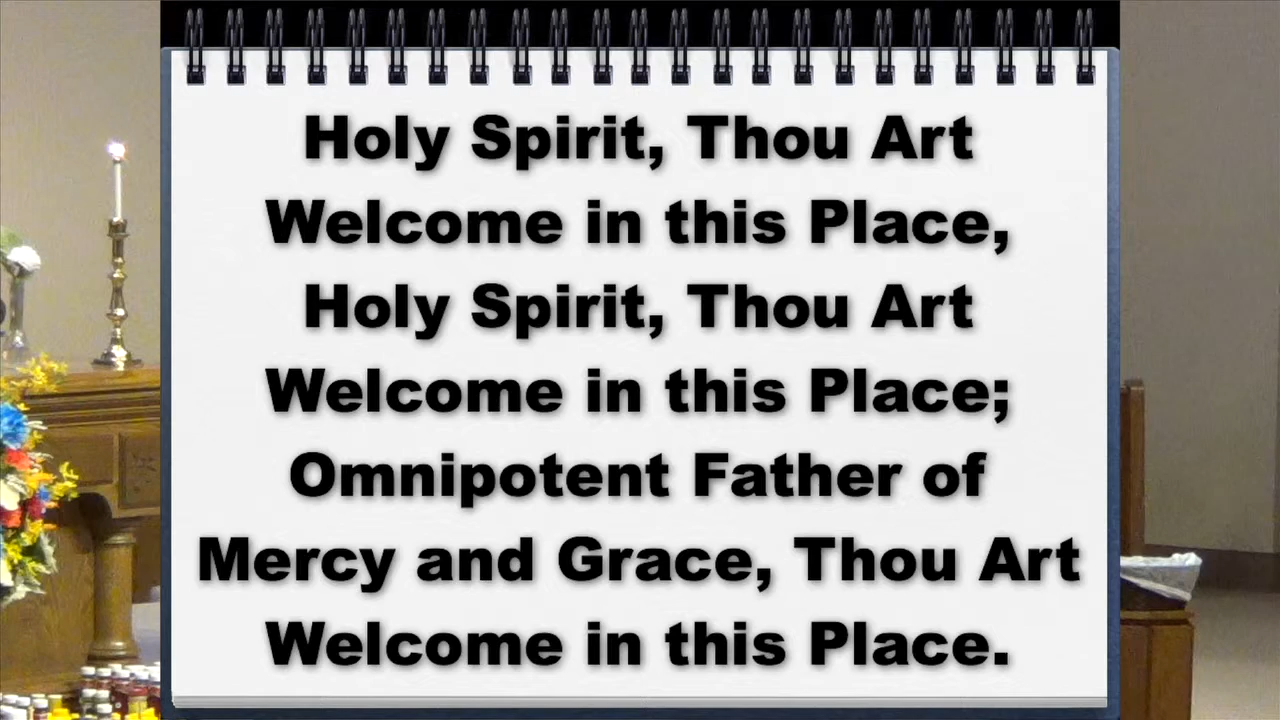 Holy Spirit, Thou Art
Welcome in this Place,
Holy Spirit, Thou Art
Welcome in this Place;
Omnipotent Father of
Mercy and Grace, Thou Art
Welcome in this Place.